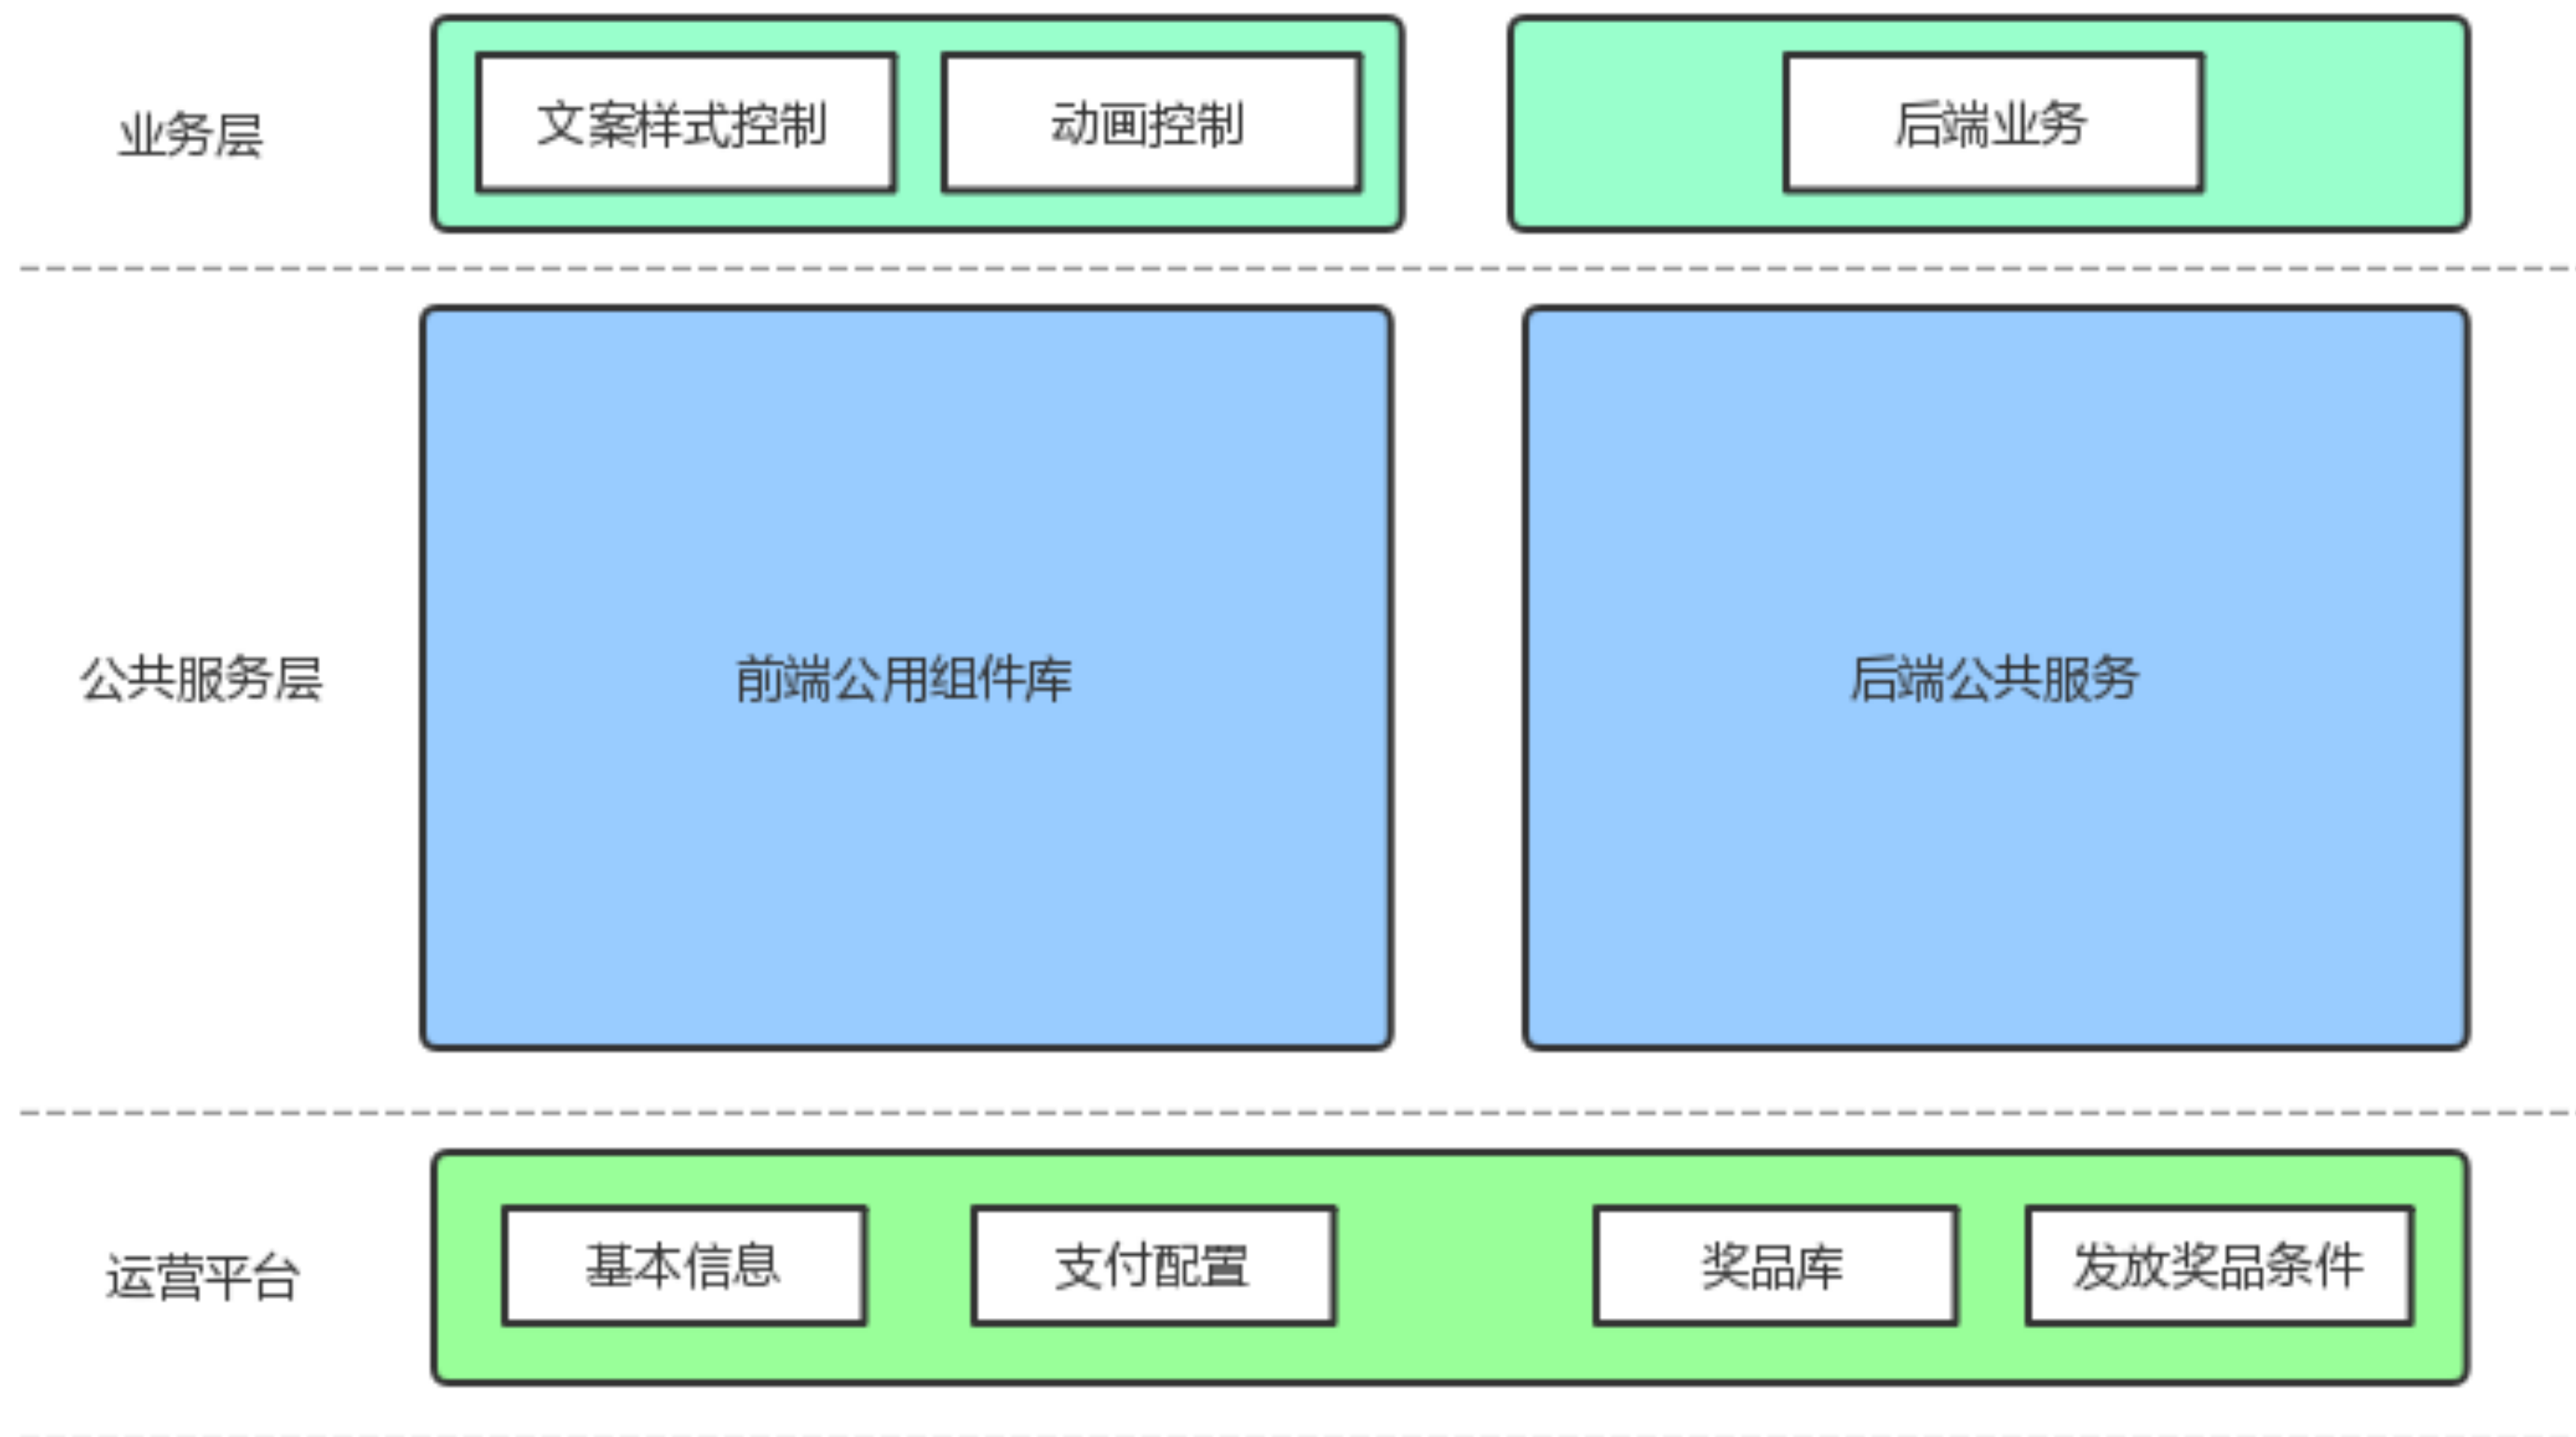 业务层
文案样式控制
动画控制
后端业务
公共服务层
前端公用组件库
后端公共服务
运营平台
基本信息
支付配置
奖品库
发放奖品条件